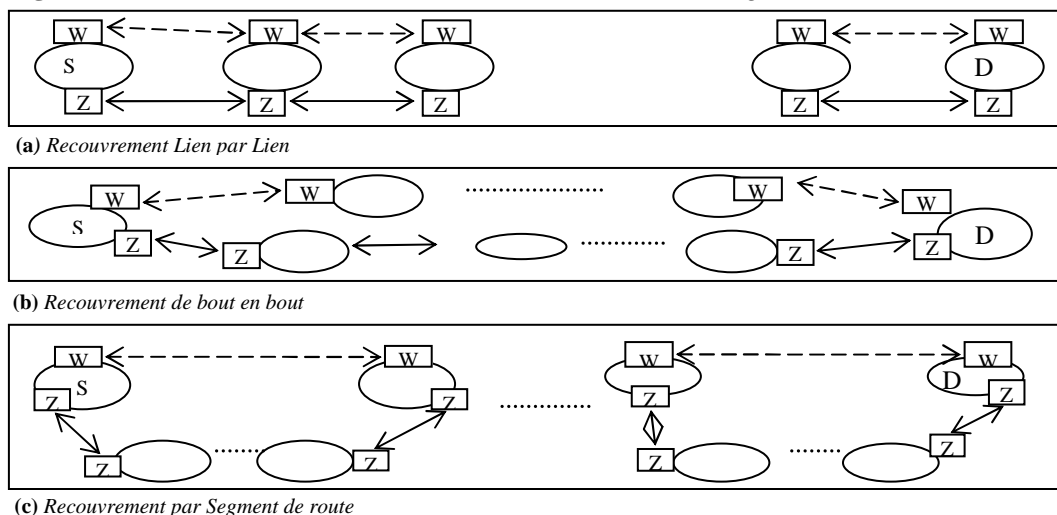 W W W W W
S D
Z Z Z Z Z
(a) Recouvrement Lien par Lien
W W ........................ W W
S D
Z Z ................ Z Z
(b) Recouvrement de bout en bout
W W W W
S D
Z Z ................ Z Z
Z ........ Z Z ......... Z
(c) Recouvrement par Segment de route